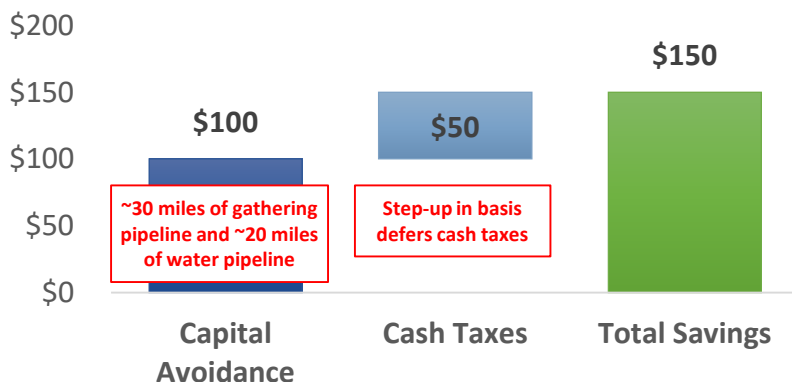 $200
$150
$100
$50
$0
$100
$50
$150
~30 miles of gathering
pipeline and ~20 miles
of water pipeline
Step-up in basis
defers cash taxes
Capital
Avoidance
Cash Taxes
Total Savings